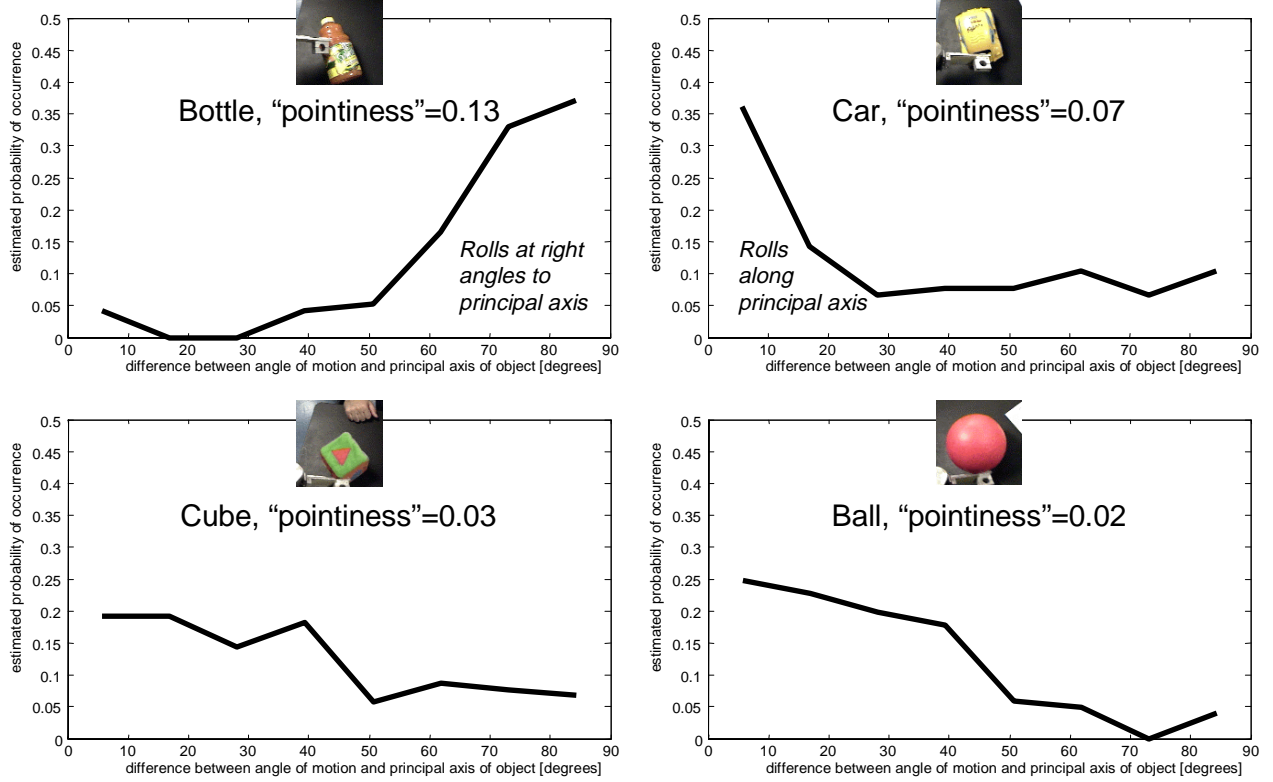 0.5
0.45
0.4
0.35
0.3
0.25
0.2
0.15
0.1
0.05
0
estimated probability of occurrence
Bottle, “pointiness”=0.13
Rolls at right
angles to
principal axis
0 10 20 30 40 50 60 70 80 90
difference between angle of motion and principal axis of object [degrees]
0.5
0.45
0.4
0.35
0.3
0.25
0.2
0.15
0.1
0.05
0
estimated probability of occurrence
Car, “pointiness”=0.07
Rolls
along
principal axis
0 10 20 30 40 50 60 70 80 90
difference between angle of motion and principal axis of object [degrees]
0.5
0.45
0.4
0.35
0.3
0.25
0.2
0.15
0.1
0.05
0
estimated probability of occurrence
Cube, “pointiness”=0.03
0 10 20 30 40 50 60 70 80 90
difference between angle of motion and principal axis of object [degrees]
0.5
0.45
0.4
0.35
0.3
0.25
0.2
0.15
0.1
0.05
0
estimated probability of occurrence
Ball, “pointiness”=0.02
0 10 20 30 40 50 60 70 80 90
difference between angle of motion and principal axis of object [degrees]